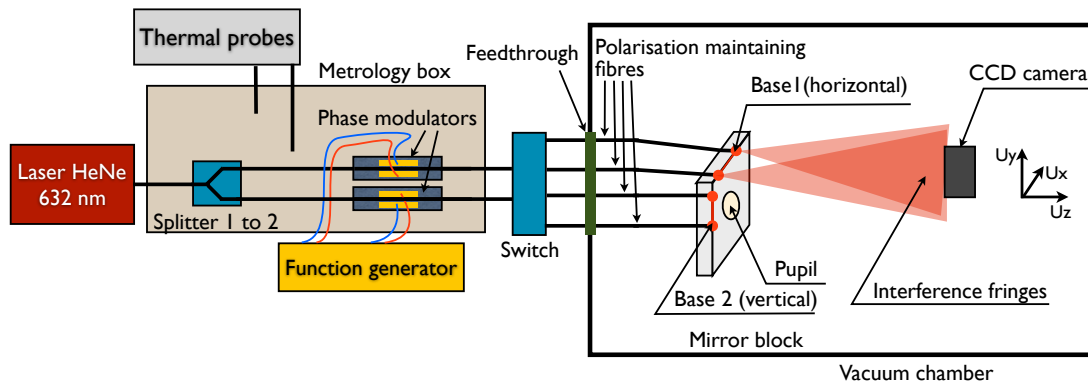 Thermal probes
Metrology box
Phase modulators
Laser HeNe
632 nm
Splitter 1 to 2
Function generator
Switch
Feedthrough
Polarisation maintaining
fibres
Base1(horizontal)
CCD camera
Uy
Ux
Uz
Pupil
Base 2 (vertical)
Interference fringes
Mirror block
Vacuum chamber